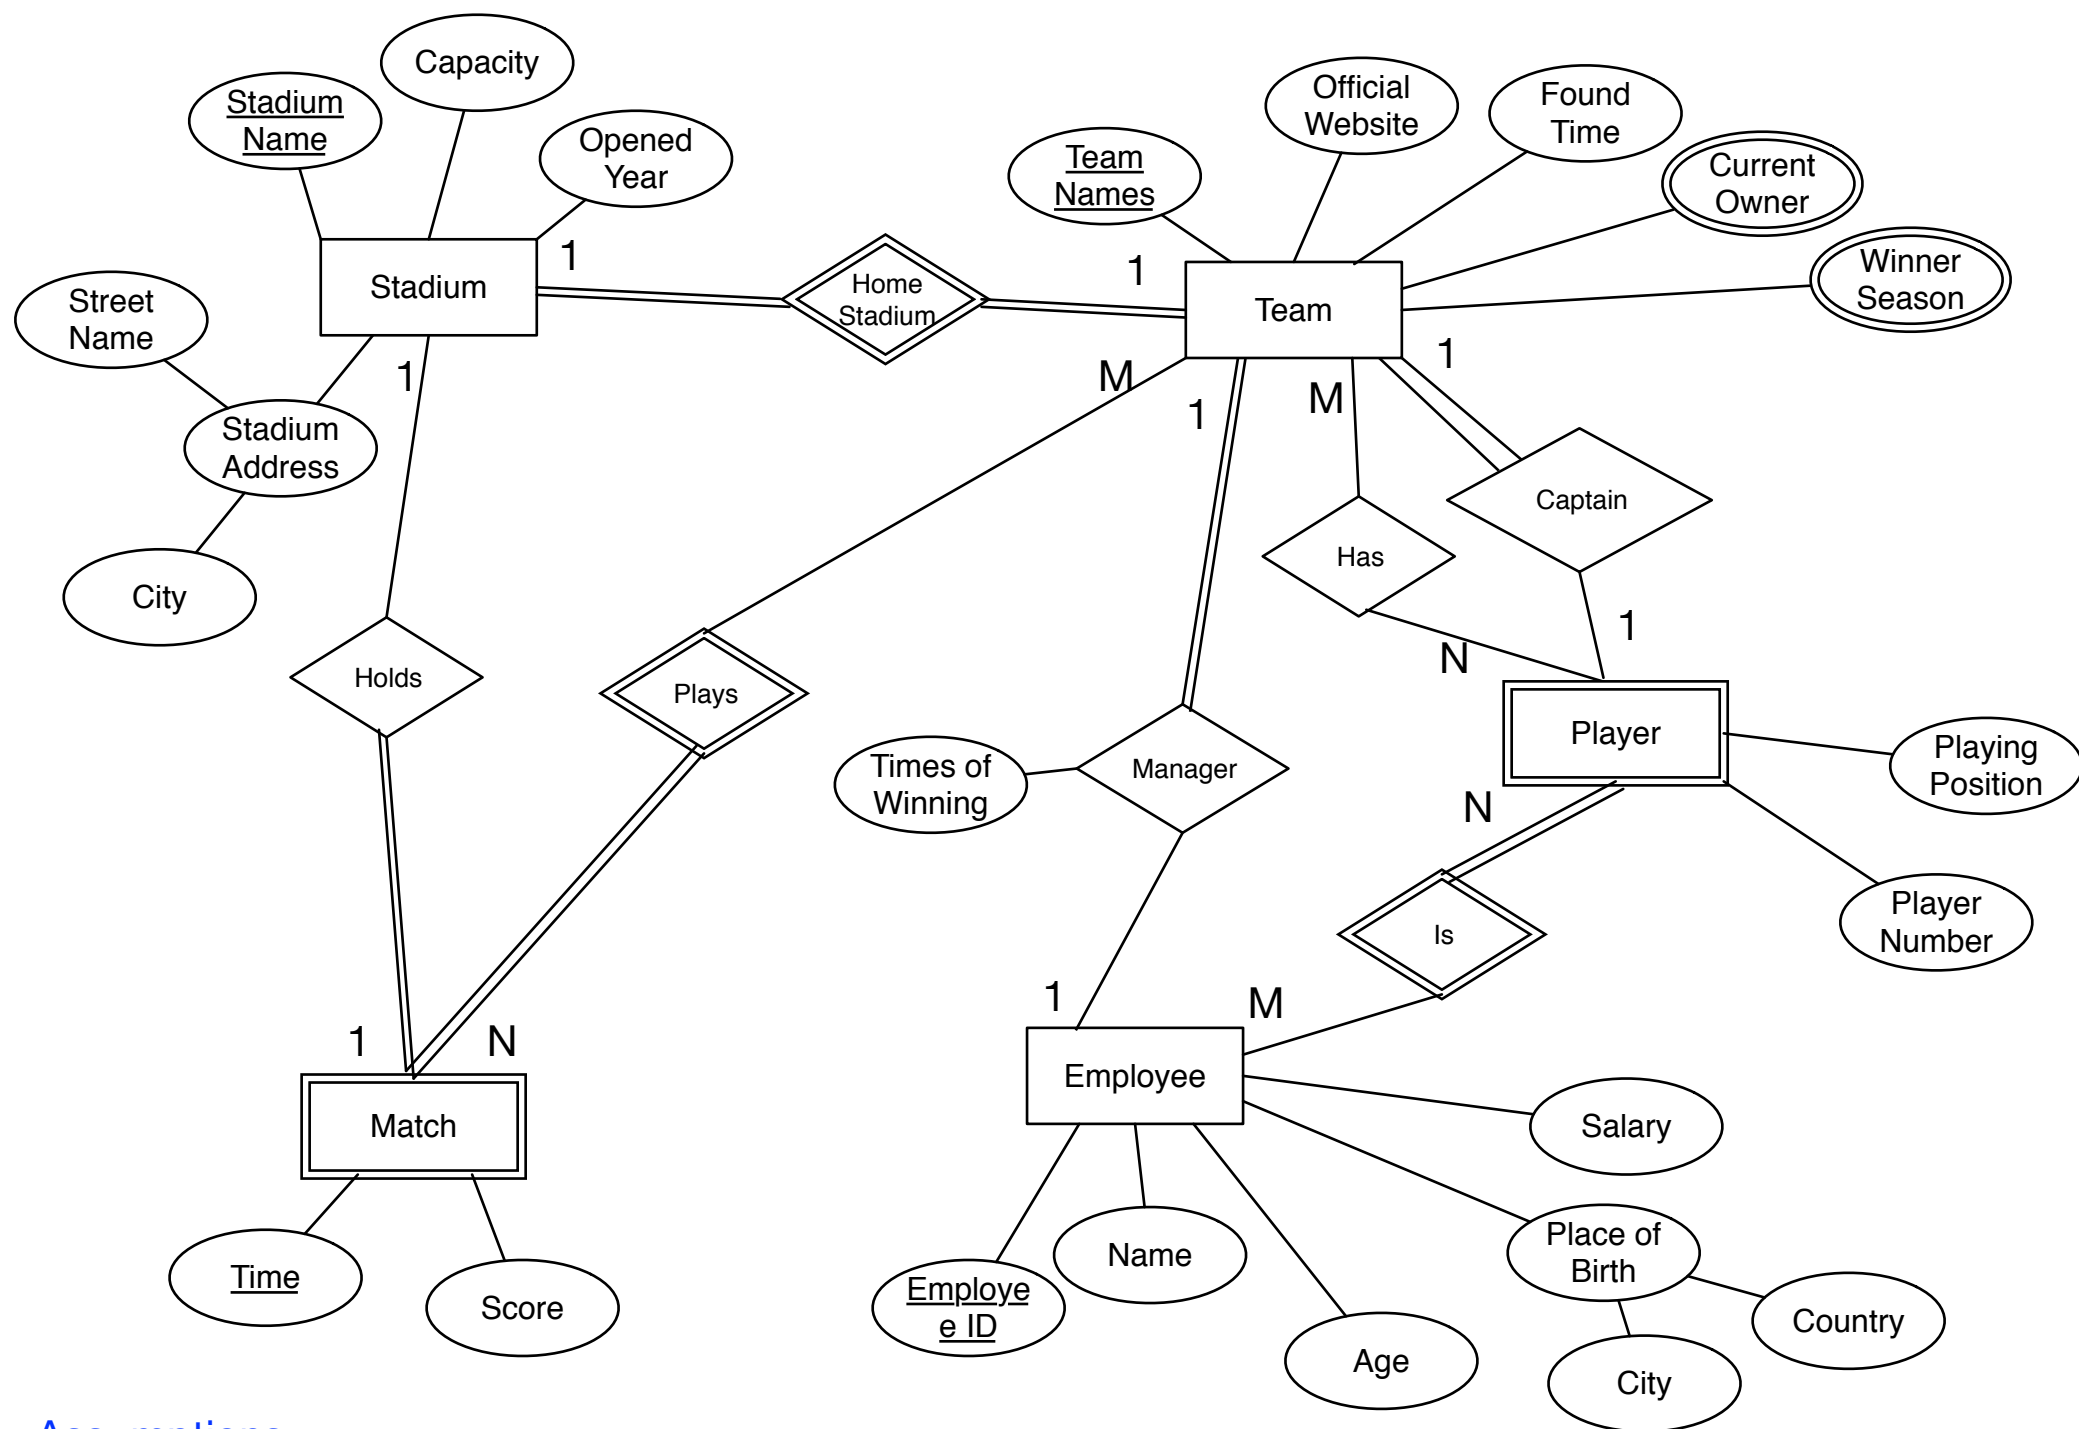 Capacity
Stadium
Name
Opened
Year
Official
Website
Found
Time
Team
Names
Current
Owner
Winner
Season
Stadium
1
Home
Stadium
1
Team
Street
Name
Stadium
Address
City
1
M
1
M
1
Has
Captain
Holds
Plays
N
1
Times of
Winning
Manager
Player
Playing
Position
N
Player
Number
Is
1
N
1
M
Match
Employee
Salary
Time
Score
Employe
e ID
Name
Age
Place of
Birth
Country
City
Assumptions